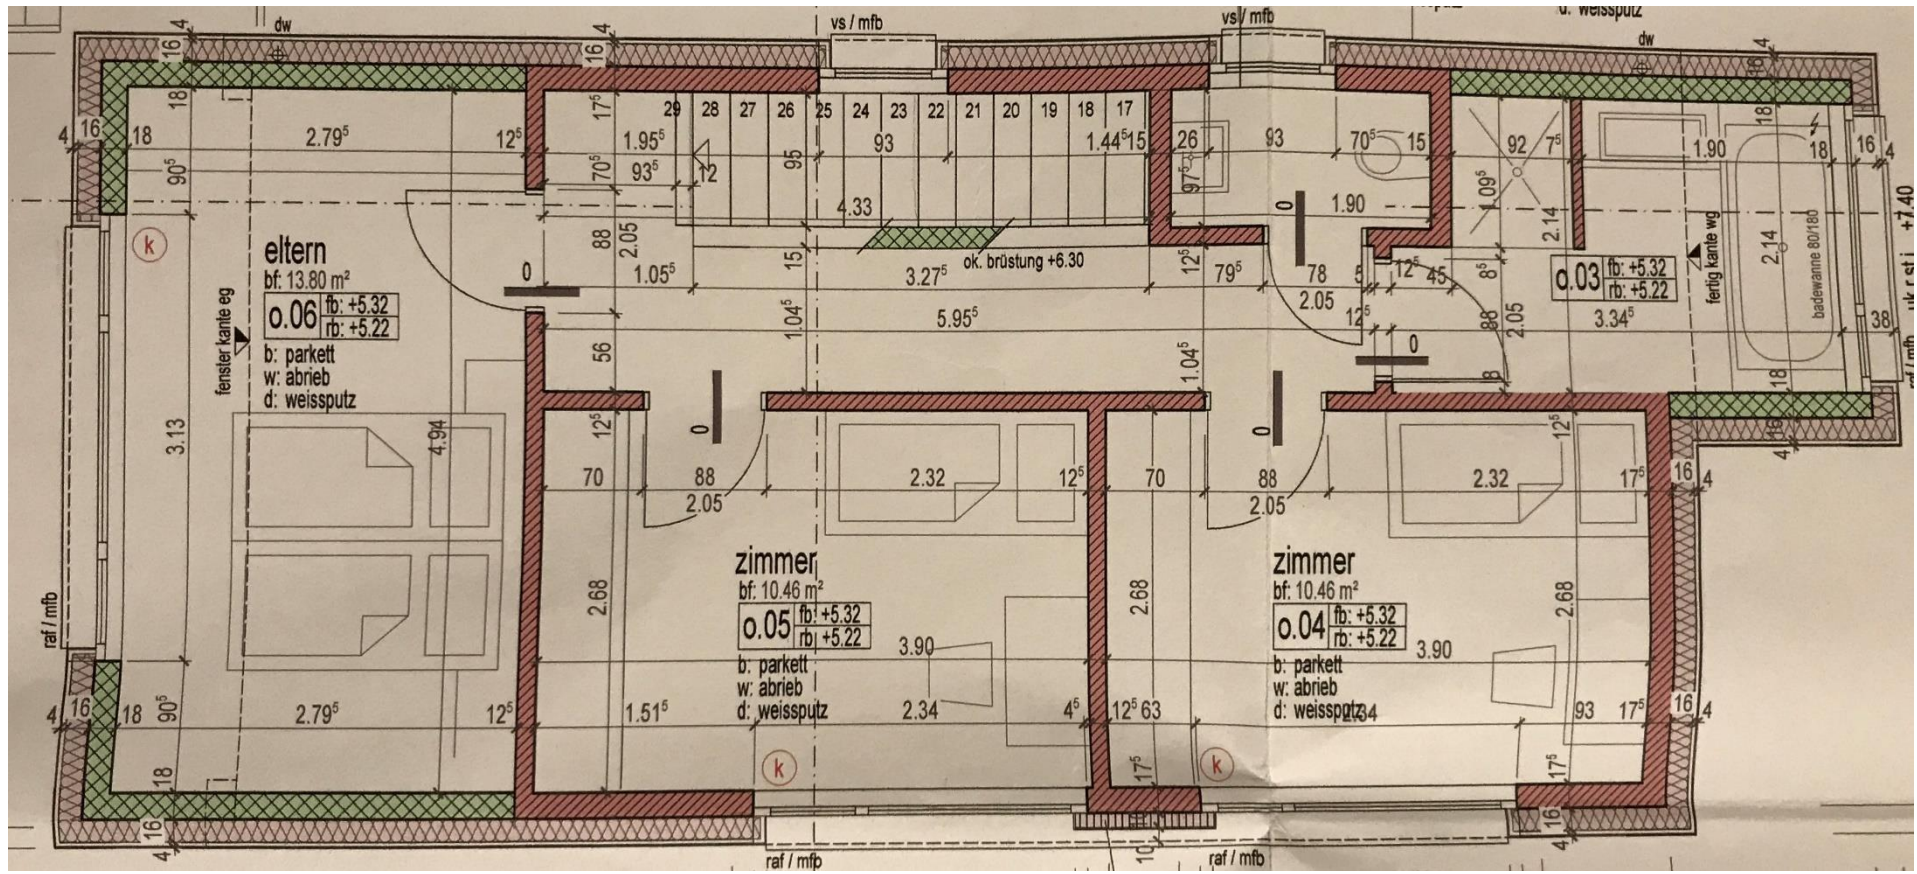 d: weissputz
vs / mfb
vs / mfb
dw
dw
4
16
4
16
4
16
18
17⁵
29 28 27 26 25 24 23 22 21 20 19 18 17
18
4 16 18 2.79⁵ 12⁵ 1.95⁵ 93 1.44⁵ 15 26 93 70⁵ 15 92 7⁵ 1.90 18 16 4
90⁵
70⁵
93⁵
12
95
97⁵
1.09⁵
4.33
1.90
2.14
2.14
+7.40
k
eltern
bf: 13.80 m²
o.06
fb: +5.32
rb: +5.22
b: parkett
w: abrieb
d: weissputz
fenster kante eg
0
88
2.05
15
ok. brüstung +6.30
12⁵
0
1.05⁵ 3.27⁵ 79⁵ 78 5 12⁵ 45
2.05
8⁵
o.03
fb: +5.32
rb: +5.22
fertig kante wg
badewanne 80/180
1.04⁵
5.95⁵
12⁵
88
2.05
3.34⁵
38
raf / mfb
56
1.04⁵
0
8
18
3.13
4.94
12⁵
0
0
12⁵
16
4
70 88 2.32 12⁵ 70 88 2.32 17⁵ 16 4
2.05
2.05
zimmer
bf: 10.46 m²
o.05
fb: +5.32
rb: +5.22
b: parkett
w: abrieb
d: weissputz
2.68
3.90
zimmer
bf: 10.46 m²
o.04
fb: +5.32
rb: +5.22
b: parkett
w: abrieb
d: weissputz
2.68
2.68
3.90
raf / mfb
4 16 18 90⁵ 2.79⁵ 12⁵ 1.51⁵ 2.34 4⁵ 12⁵ 63 2.34 93 17⁵ 16 4
18
k
17⁵
k
17⁵
16
4
10
16
4
raf / mfb
raf / mfb